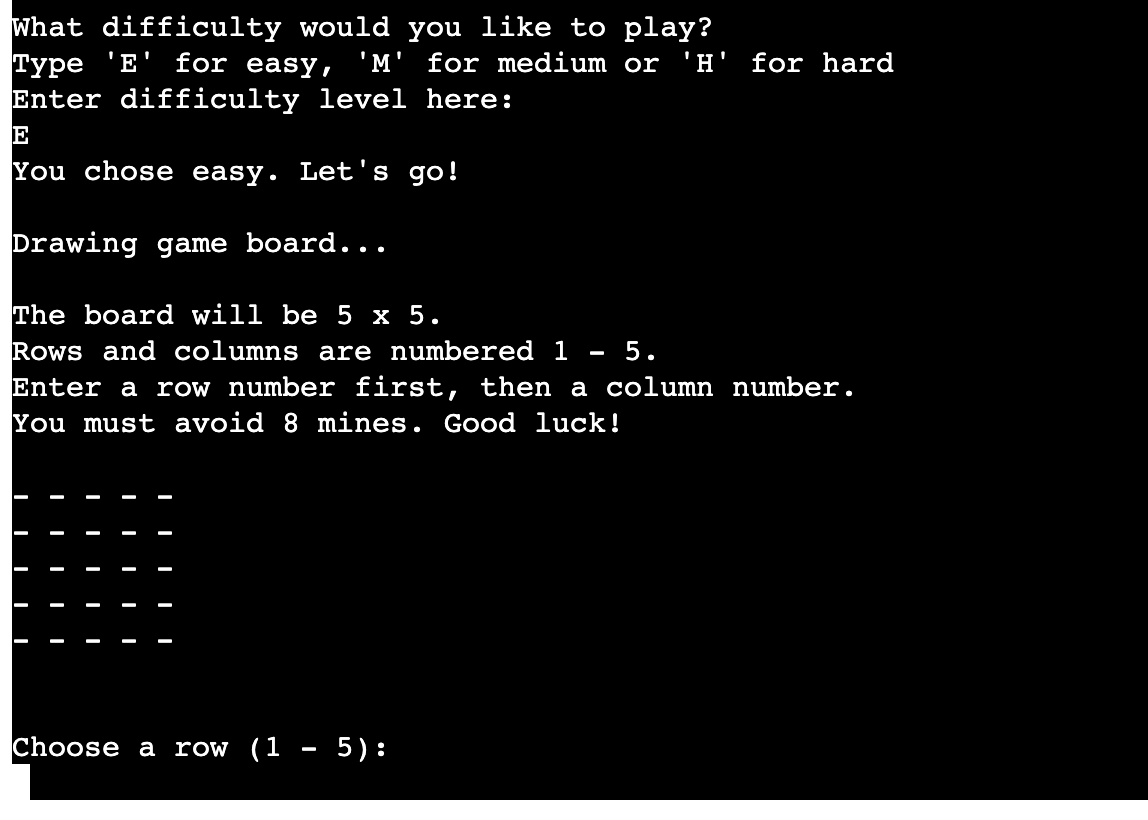 What difficulty would you like to play?
Type 'E' for easy, 'M' for medium or 'H' for hard
Enter difficulty level here:
E
You chose easy. Let's go!
Drawing game board...
The board will be 5 x 5.
Rows and columns are numbered 1 - 5.
Enter a row number first, then a column number.
You must avoid 8 mines. Good luck!
- - - - -
- - - - -
- - - - -
- - - - -
- - - - -
Choose a row (1 - 5):